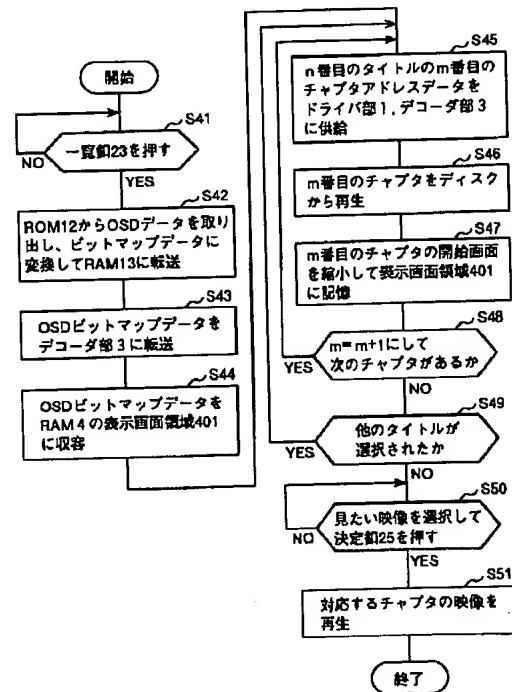 開始
S41
一覧釦23を押す
NO
YES
S42
ROM12からOSDデータを取り
出し、ビットマップデータに
変換してRAM13に転送
S43
OSDビットマップデータを
デコーダ部3に転送
S44
OSDビットマップデータを
RAM4の表示画面領域401
に収容
S45
n番目のタイトルのm番目の
チャプタアドレスデータを
ドライバ部1,デコーダ部3
に供給
S46
m番目のチャプタをディスク
から再生
S47
m番目のチャプタの開始画面
を縮小して表示画面領域401
に記憶
S48
m=m+1にして
次のチャプタがあるか
YES
NO
S49
他のタイトルが
選択されたか
YES
NO
S50
見たい映像を選択して
決定釦25を押す
NO
YES
S51
対応するチャプタの映像を
再生
終了